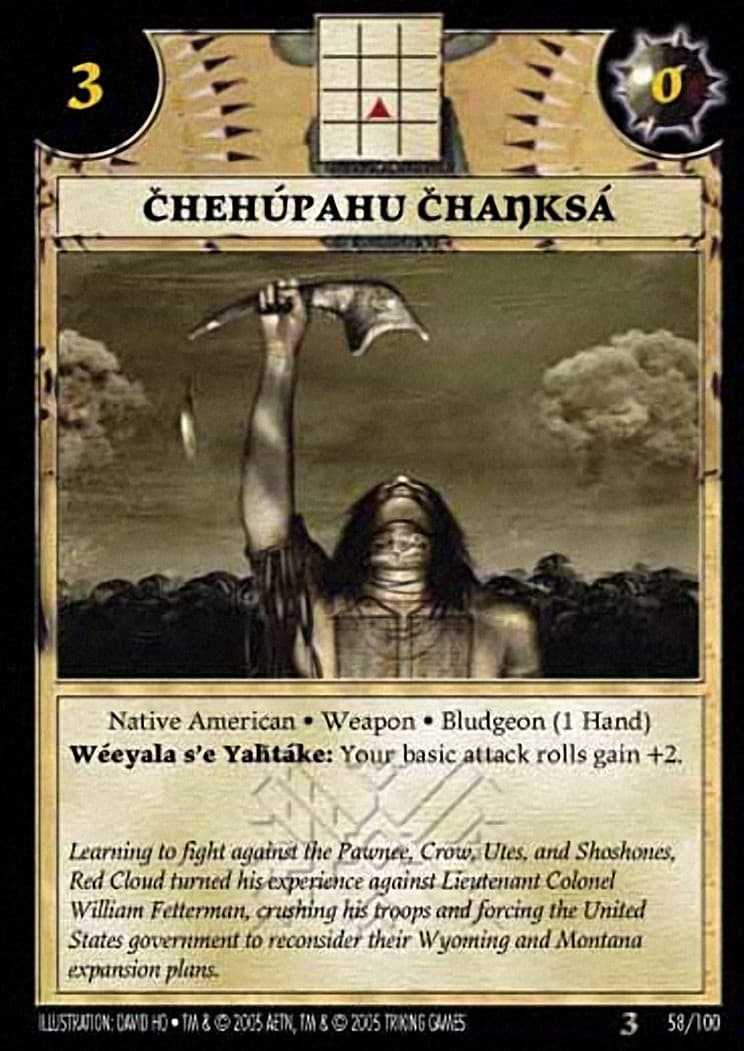 3
0
ČHEHÚPAHU ČHAŊKSÁ
Native American • Weapon • Bludgeon (1 Hand)
Wéeyala s'e Yaȟtáke: Your basic attack rolls gain +2.
Learning to fight against the Pawnee, Crow, Utes, and Shoshones,
Red Cloud turned his experience against Lieutenant Colonel
William Fetterman, crushing his troops and forcing the United
States government to reconsider their Wyoming and Montana
expansion plans.
ILLUSTRATION: DAVID HO • TM & © 2005 AETN, TM & © 2005 TRIKING GAMES
3 58/100